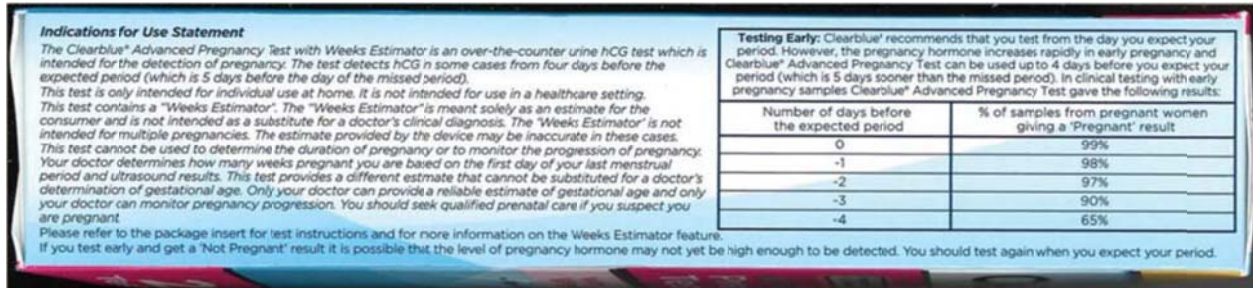 Indications for Use Statement
The Clearblue® Advanced Pregnancy Test with Weeks Estimator is an over-the-counter urine hCG test which is
intended for the detection of pregnancy. The test detects hCG n some cases from four days before the
expected period (which is 5 days before the day of the missed period).
This test is only intended for individual use at home. It is not intended for use in a healthcare setting.
This test contains a "Weeks Estimator". The "Weeks Estimator" is meant solely as an estimate for the
consumer and is not intended as a substitute for a doctor's clinical diagnosis. The "Weeks Estimator" is not
intended for multiple pregnancies. The estimate provided by the device may be inaccurate in these cases.
This test cannot be used to determine the duration of pregnancy or to monitor the progression of pregnancy.
Your doctor determines how many weeks pregnant you are based on the first day of your last menstrual
period and ultrasound results. This test provides a different estmate that cannot be substituted for a doctor's
determination of gestational age. Only your doctor can provide a reliable estimate of gestational age and only
your doctor can monitor pregnancy progression. You should seek qualified prenatal care if you suspect you
are pregnant
Please refer to the package insert for test instructions and for more information on the Weeks Estimator feature.
If you test early and get a 'Not Pregnant' result it is possible that the level of pregnancy hormone may not yet be high enough to be detected. You should test again when you expect your period.
Testing Early: Clearblue® recommends that you test from the day you expect your
period. However, the pregnancy hormone increases rapidly in early pregnancy and
Clearblue® Advanced Pregnancy Test can be used up to 4 days before you expect your
period (which is 5 days sooner than the missed period). In clinical testing with early
pregnancy samples Clearblue® Advanced Pregnancy Test gave the following results:
Number of days before % of samples from pregnant women
the expected period giving a 'Pregnant' result
0 99%
-1 98%
-2 97%
-3 90%
-4 65%